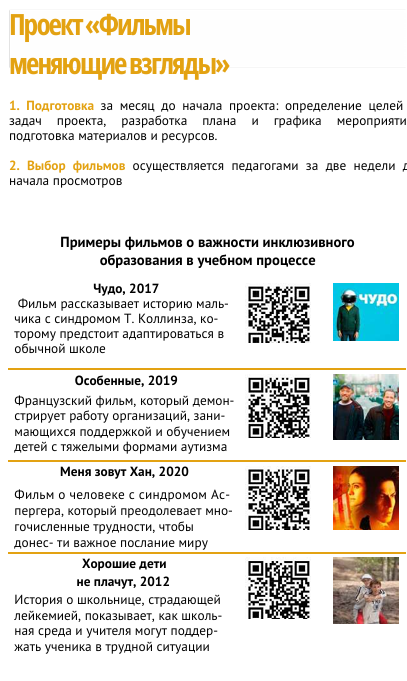 Проект «Фильмы
меняющие взгляды»
1. Подготовка за месяц до начала проекта: определение целей
задач проекта, разработка плана и графика мероприяти
подготовка материалов и ресурсов.
2. Выбор фильмов осуществляется педагогами за две недели д
начала просмотров
Примеры фильмов о важности инклюзивного
образования в учебном процессе
Чудо, 2017
Фильм рассказывает историю маль-
чика с синдромом Т. Коллинза, ко-
торому предстоит адаптироваться в
обычной школе
ЧУДО
Особенные, 2019
Французский фильм, который демон-
стрирует работу организаций, зани-
мающихся поддержкой и обучением
детей с тяжелыми формами аутизма
Меня зовут Хан, 2020
Фильм о человеке с синдромом Ас-
пергера, который преодолевает мно-
гочисленные трудности, чтобы
донес- ти важное послание миру
Хорошие дети
не плачут, 2012
История о школьнице, страдающей
лейкемией, показывает, как школь-
ная среда и учителя могут поддер-
жать ученика в трудной ситуации